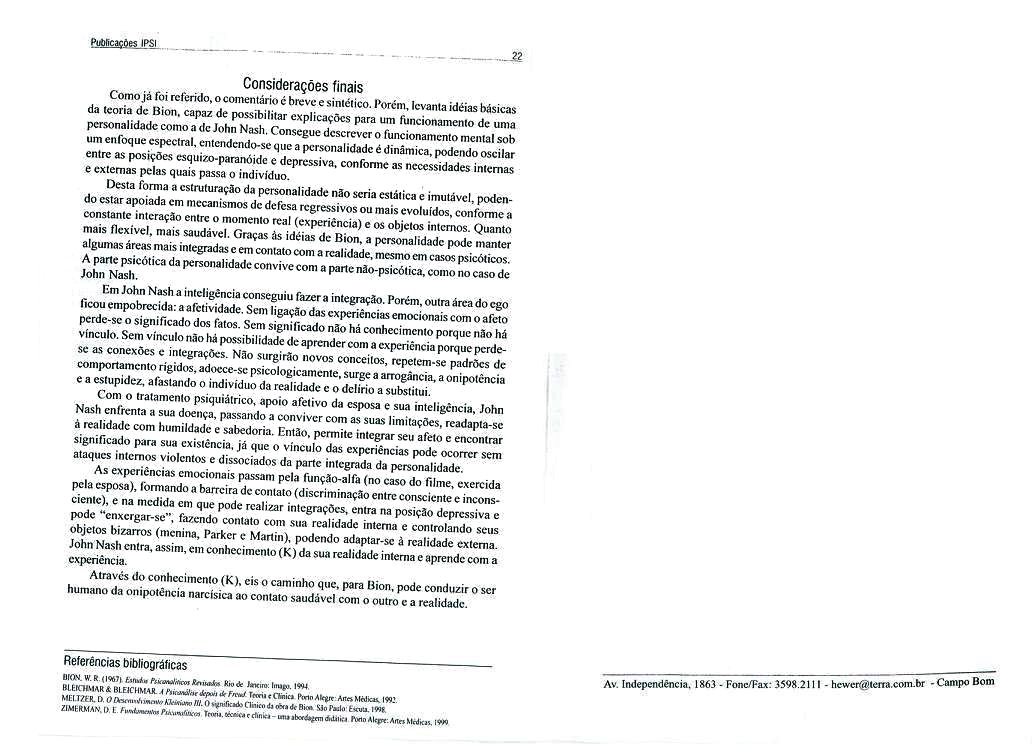 Publicações IPSI
22
Considerações finais
Como já foi referido, o comentário é breve e sintético. Porém, levanta idéias básicas
da teoria de Bion, capaz de possibilitar explicações para um funcionamento de uma
personalidade como a de John Nash. Consegue descrever o funcionamento mental sob
um enfoque espectral, entendendo-se que a personalidade é dinâmica, podendo oscilar
entre as posições esquizo-paranóide e depressiva, conforme as necessidades internas
e externas pelas quais passa o indivíduo.
Desta forma a estruturação da personalidade não seria estática e imutável, poden-
do estar apoiada em mecanismos de defesa regressivos ou mais evoluídos, conforme a
constante interação entre o momento real (experiência) e os objetos internos. Quanto
mais flexível, mais saudável. Graças às idéias de Bion, a personalidade pode manter
algumas áreas mais integradas e em contato com a realidade, mesmo em casos psicóticos.
A parte psicótica da personalidade convive com a parte não-psicótica, como no caso de
John Nash.
Em John Nash a inteligência conseguiu fazer a integração. Porém, outra área do ego
ficou empobrecida: a afetividade. Sem ligação das experiências emocionais com o afeto
perde-se o significado dos fatos. Sem significado não há conhecimento porque não há
vínculo. Sem vínculo não há possibilidade de aprender com a experiência porque perde-
se as conexões e integrações. Não surgirão novos conceitos, repetem-se padrões de
comportamento rígidos, adoece-se psicologicamente, surge a arrogância, a onipotência
e a estupidez, afastando o indivíduo da realidade e o delírio a substitui.
Com o tratamento psiquiátrico, apoio afetivo da esposa e sua inteligência, John
Nash enfrenta a sua doença, passando a conviver com as suas limitações, readapta-se
à realidade com humildade e sabedoria. Então, permite integrar seu afeto e encontrar
significado para sua existência, já que o vínculo das experiências pode ocorrer sem
ataques internos violentos e dissociados da parte integrada da personalidade.
As experiências emocionais passam pela função-alfa (no caso do filme, exercida
pela esposa), formando a barreira de contato (discriminação entre consciente e incons-
ciente), e na medida em que pode realizar integrações, entra na posição depressiva e
pode “enxergar-se”, fazendo contato com sua realidade interna e controlando seus
objetos bizarros (menina, Parker e Martin), podendo adaptar-se à realidade externa.
John Nash entra, assim, em conhecimento (K) da sua realidade interna e aprende com a
experiência.
Através do conhecimento (K), eis o caminho que, para Bion, pode conduzir o ser
humano da onipotência narcísica ao contato saudável com o outro e a realidade.
Referências bibliográficas
BION, W. R. (1967). Estudos Psicanalíticos Revisados. Rio de Janeiro: Imago, 1994.
BLEICHMAR & BLEICHMAR. A Psicanálise depois de Freud. Teoria e Clínica. Porto Alegre: Artes Médicas, 1992.
MELTZER, D. O Desenvolvimento Kleiniano III. O significado Clínico da obra de Bion. São Paulo: Escuta, 1998.
ZIMERMAN, D. E. Fundamentos Psicanalíticos. Teoria, técnica e clínica – uma abordagem didática. Porto Alegre: Artes Médicas, 1999.
Av. Independência, 1863 - Fone/Fax: 3598.2111 - hewer@terra.com.br - Campo Bom